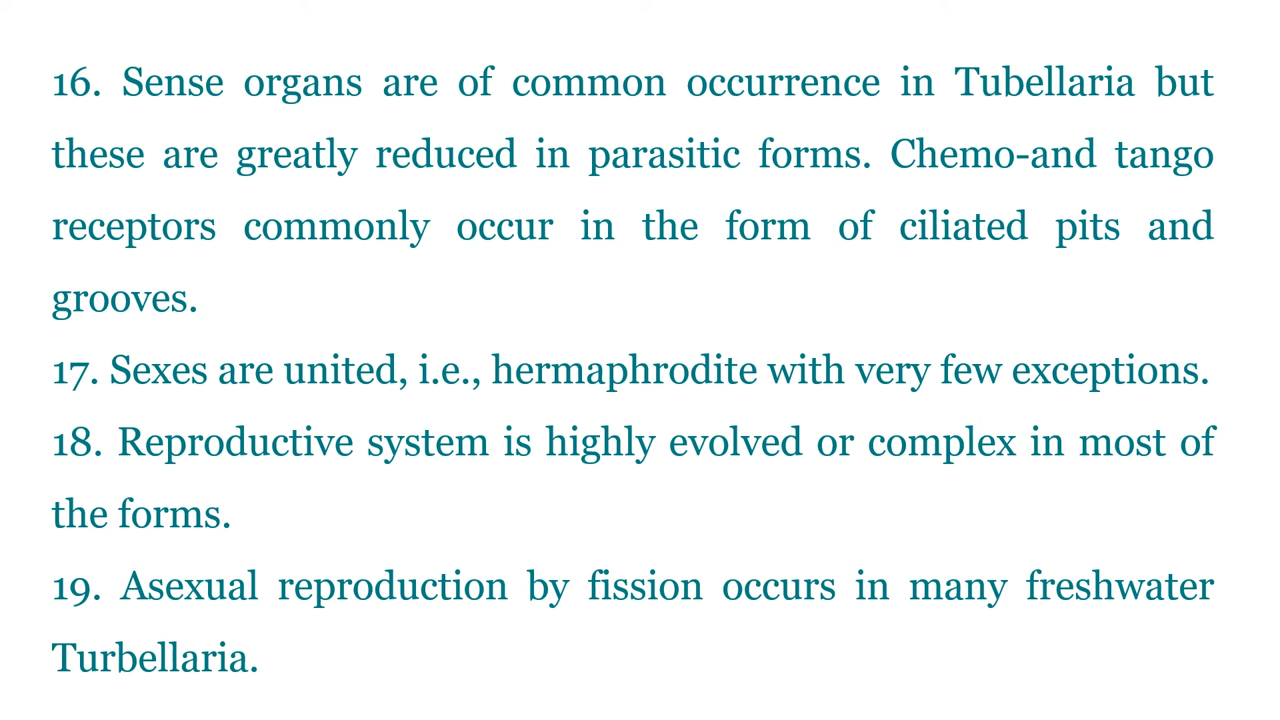 16. Sense organs are of common occurrence in Tubellaria but
these are greatly reduced in parasitic forms. Chemo-and tango
receptors commonly occur in the form of ciliated pits and
grooves.
17. Sexes are united, i.e., hermaphrodite with very few exceptions.
18. Reproductive system is highly evolved or complex in most of
the forms.
19. Asexual reproduction by fission occurs in many freshwater
Turbellaria.